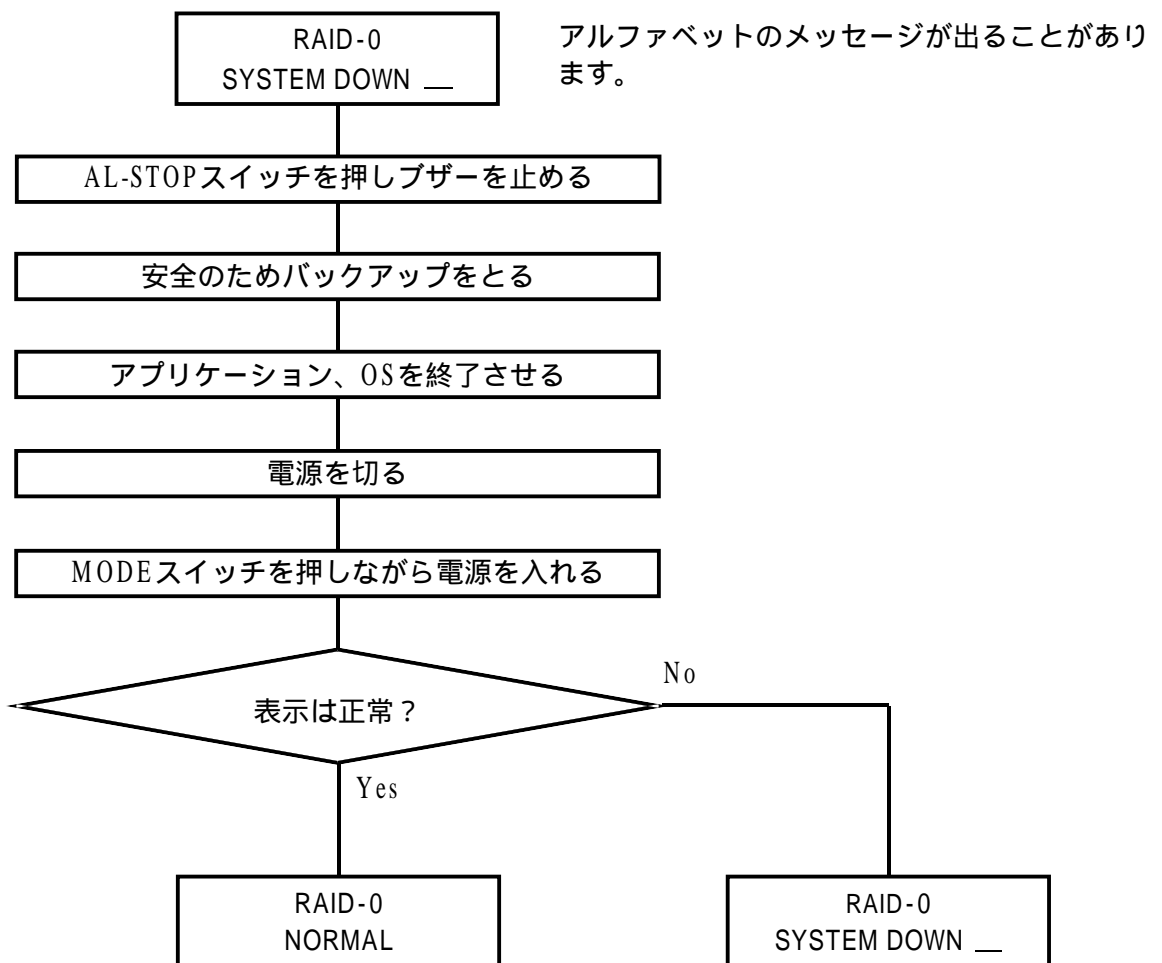 RAID-0
SYSTEM DOWN __
アルファベットのメッセージが出ることがあり
ます。
AL-STOPスイッチを押しブザーを止める
安全のためバックアップをとる
アプリケーション、OSを終了させる
電源を切る
MODEスイッチを押しながら電源を入れる
表示は正常？
No
Yes
RAID-0
NORMAL
RAID-0
SYSTEM DOWN __